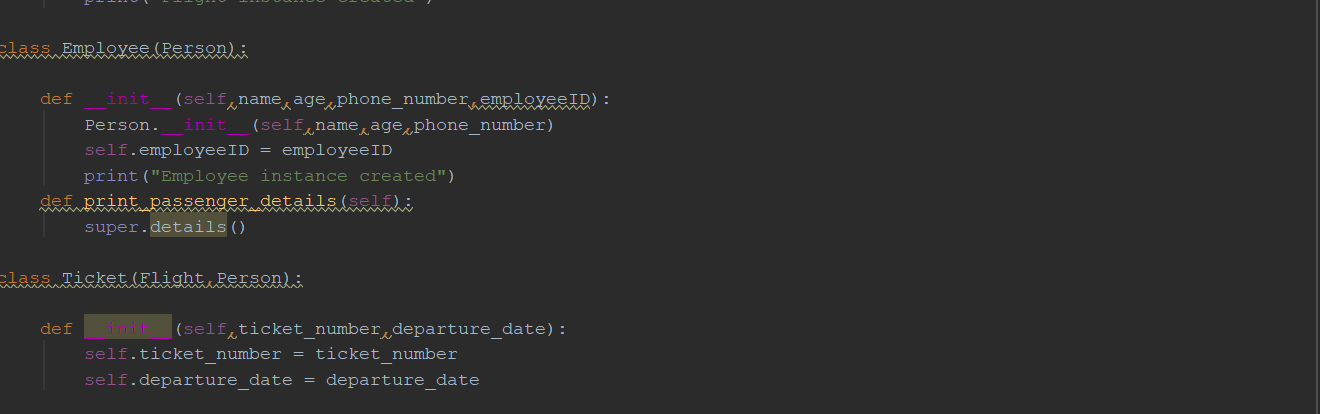 print("Flight instance created")
class Employee(Person):
def __init__(self,name,age,phone_number,employeeID):
Person.__init__(self,name,age,phone_number)
self.employeeID = employeeID
print("Employee instance created")
def print_passenger_details(self):
super.details()
class Ticket(Flight,Person):
def __init__(self,ticket_number,departure_date):
self.ticket_number = ticket_number
self.departure_date = departure_date